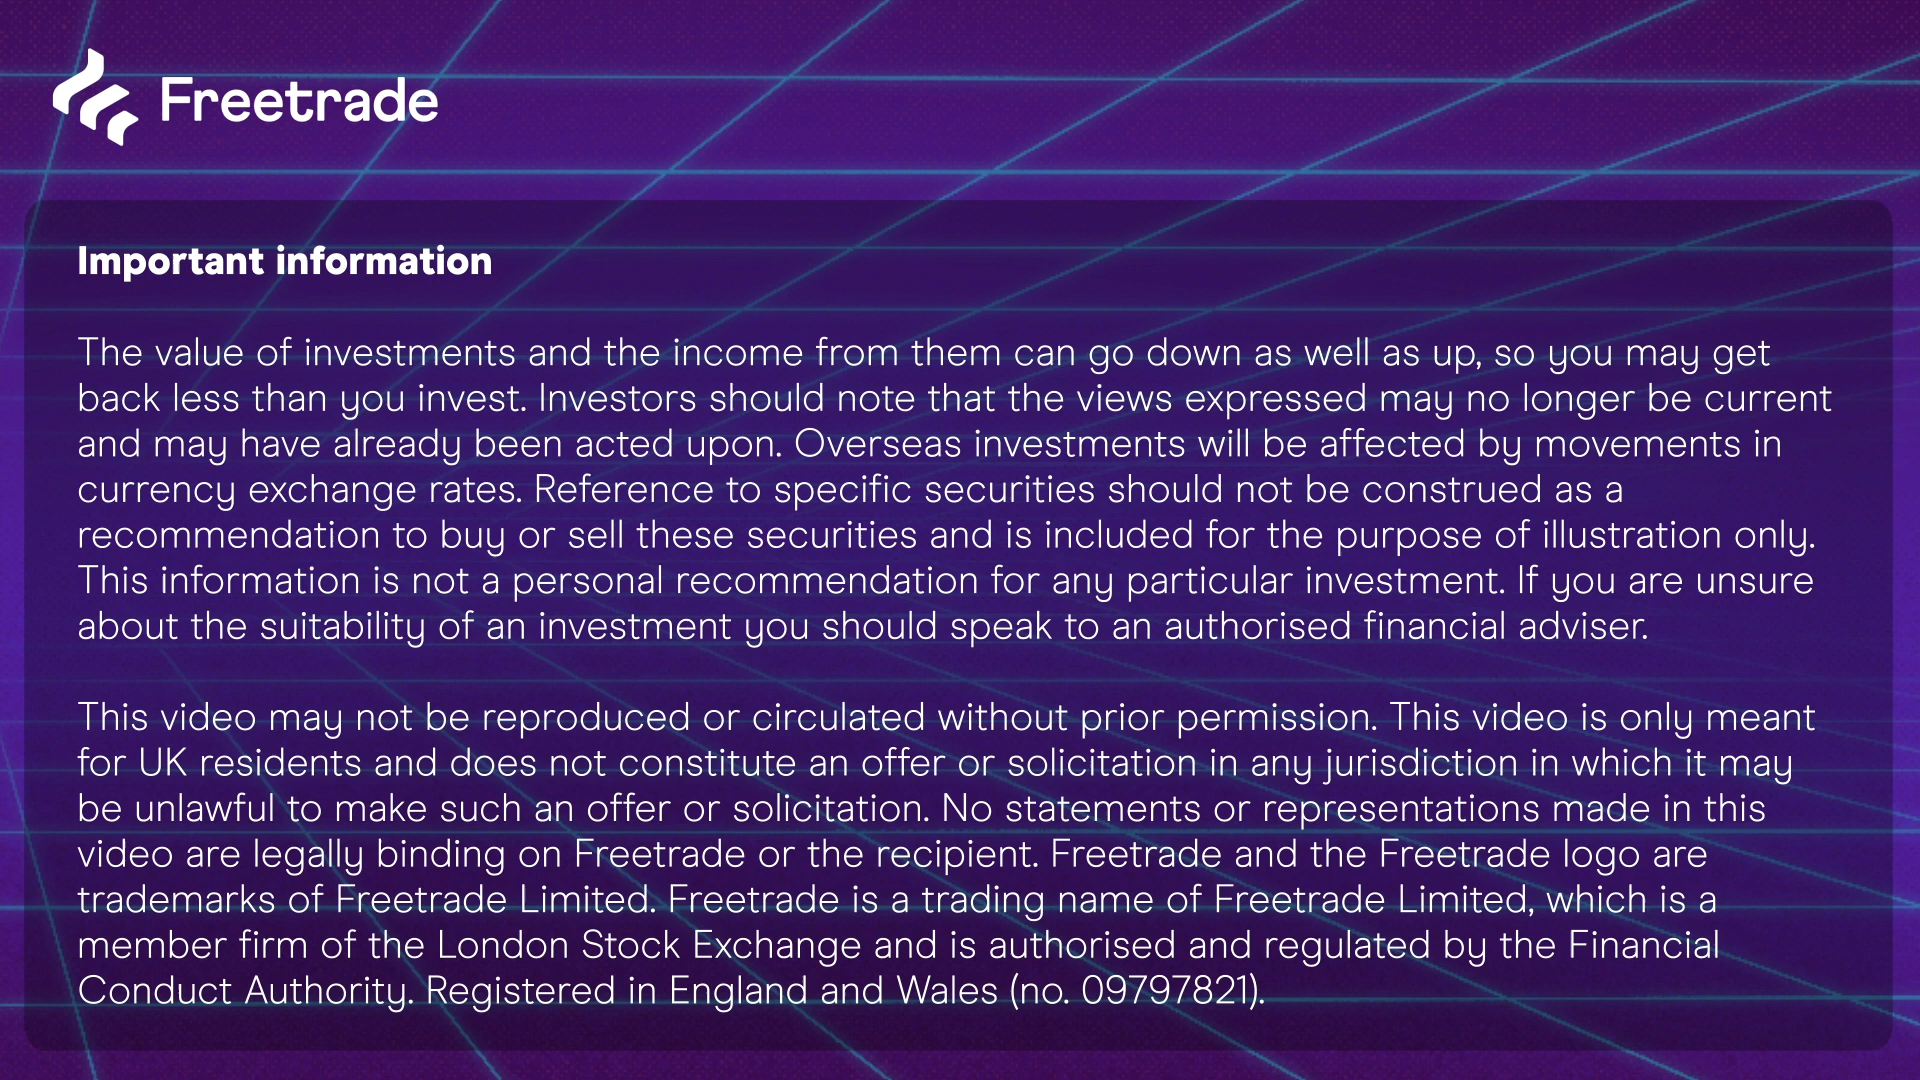 Freetrade
Important information
The value of investments and the income from them can go down as well as up, so you may get
back less than you invest. Investors should note that the views expressed may no longer be current
and may have already been acted upon. Overseas investments will be affected by movements in
currency exchange rates. Reference to specific securities should not be construed as a
recommendation to buy or sell these securities and is included for the purpose of illustration only.
This information is not a personal recommendation for any particular investment. If you are unsure
about the suitability of an investment you should speak to an authorised financial adviser.
This video may not be reproduced or circulated without prior permission. This video is only meant
for UK residents and does not constitute an offer or solicitation in any jurisdiction in which it may
be unlawful to make such an offer or solicitation. No statements or representations made in this
video are legally binding on Freetrade or the recipient. Freetrade and the Freetrade logo are
trademarks of Freetrade Limited. Freetrade is a trading name of Freetrade Limited, which is a
member firm of the London Stock Exchange and is authorised and regulated by the Financial
Conduct Authority. Registered in England and Wales (no. 09797821).